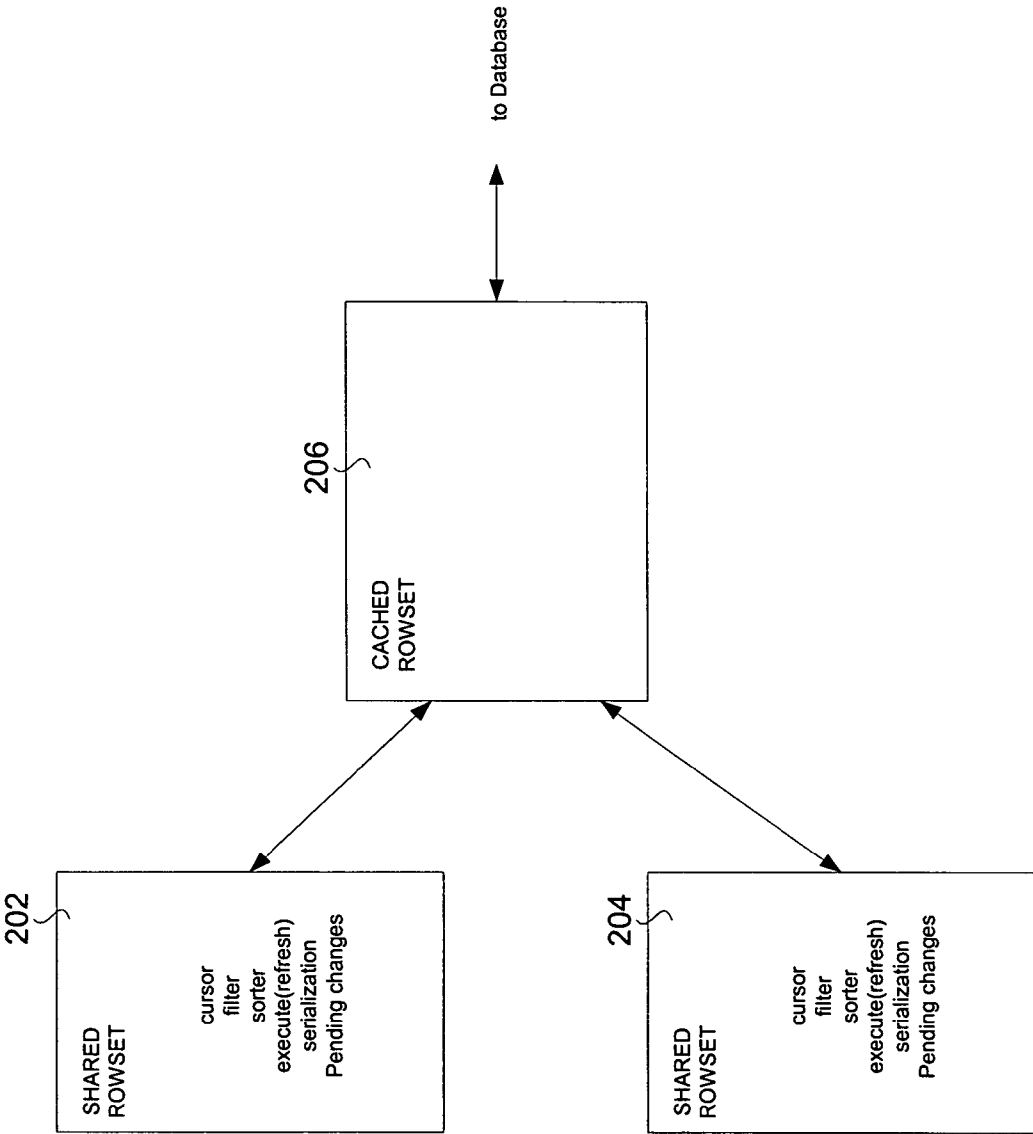 202
SHARED
ROWSET
cursor
filter
sorter
execute(refresh)
serialization
Pending changes
204
SHARED
ROWSET
cursor
filter
sorter
execute(refresh)
serialization
Pending changes
206
CACHED
ROWSET
to Database